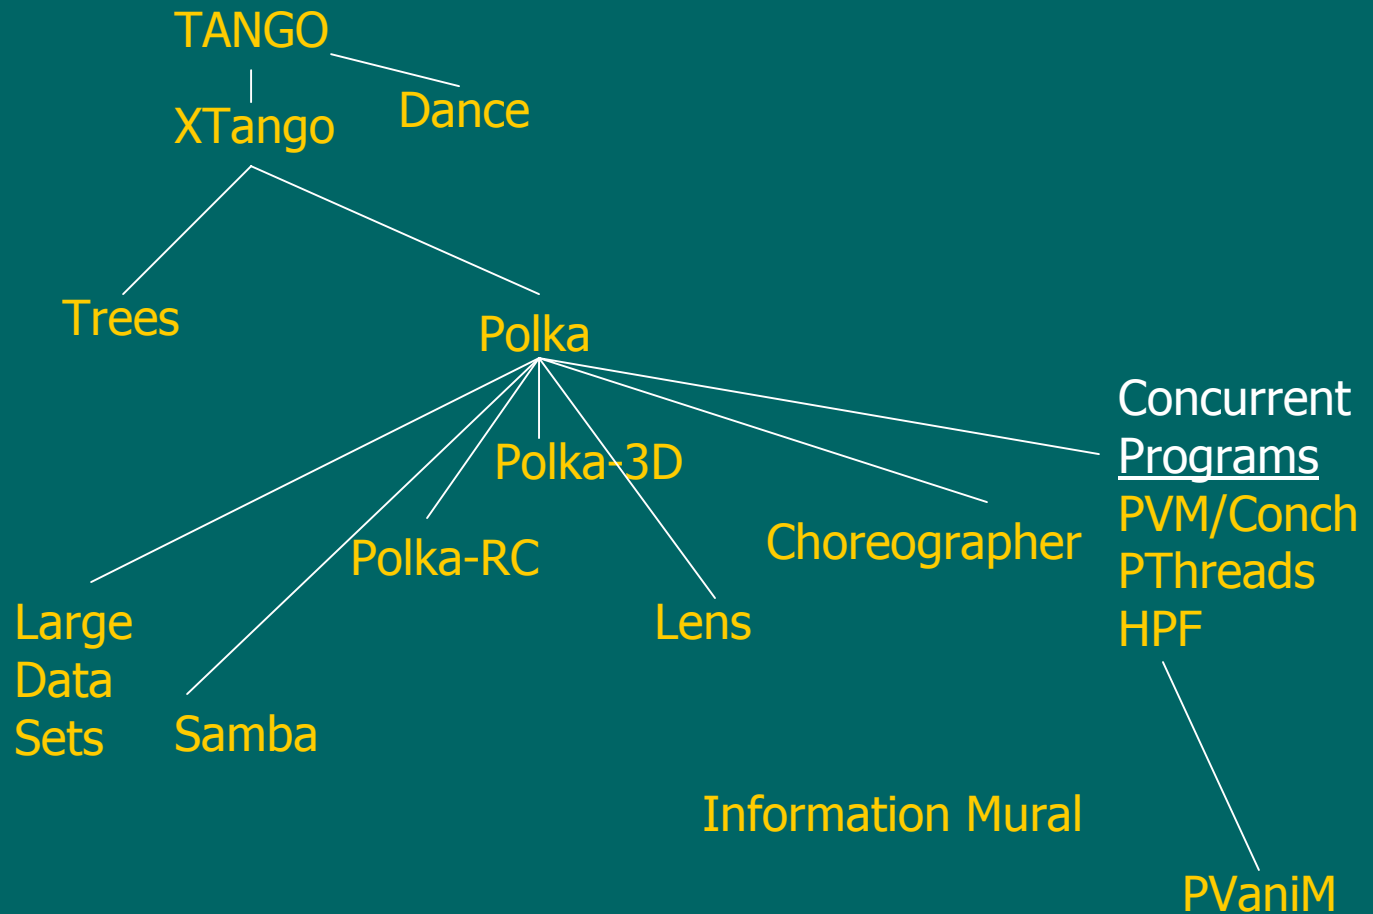 TANGO
Dance
XTango
Trees
Polka
Concurrent
Programs
PVM/Conch
PThreads
HPF
Polka-3D
Polka-RC
Choreographer
Large
Data
Sets
Lens
Samba
Information Mural
PVaniM